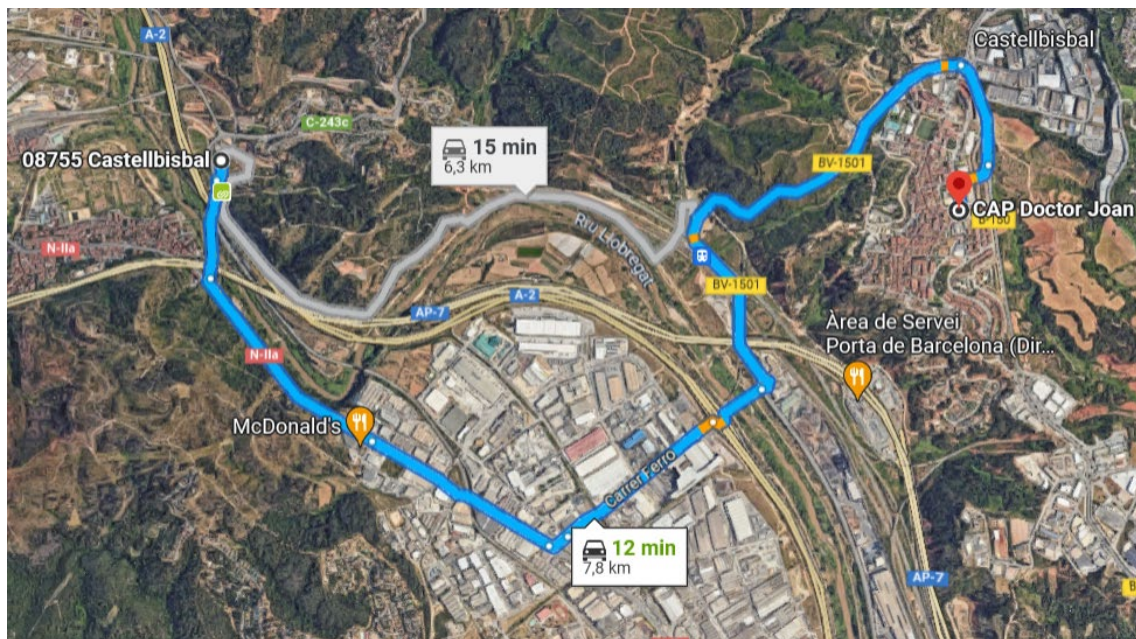 A-2
Castellbisbal
C-243c
15 min
6,3 km
08755 Castellbisbal
BV-1501
CAP Doctor Joan
B-150
N-IIa
Riu Llobregat
BV-1501
A-2
AP-7
Àrea de Servei
Porta de Barcelona (Dir...
N-IIa
McDonald's
Carrer Ferro
12 min
7,8 km
AP-7